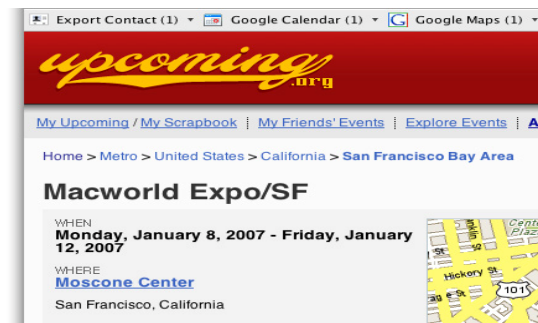 Export Contact (1) Google Calendar (1) G Google Maps (1)
upcoming
.org
My Upcoming / My Scrapbook My Friends' Events Explore Events A
Home > Metro > United States > California > San Francisco Bay Area
Macworld Expo/SF
WHEN
Monday, January 8, 2007 - Friday, January
12, 2007
WHERE
Moscone Center
San Francisco, California
Hickory St
101